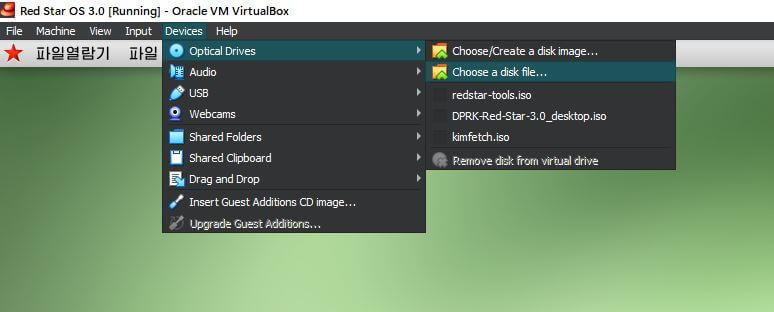 Red Star OS 3.0 [Running] - Oracle VM VirtualBox
File Machine View Input Devices Help
파일열람기 파일
Optical Drives
Audio
USB
Webcams
Shared Folders
Shared Clipboard
Drag and Drop
Insert Guest Additions CD image...
Upgrade Guest Additions...
Choose/Create a disk image...
Choose a disk file...
redstar-tools.iso
DPRK-Red-Star-3.0_desktop.iso
kimfetch.iso
Remove disk from virtual drive